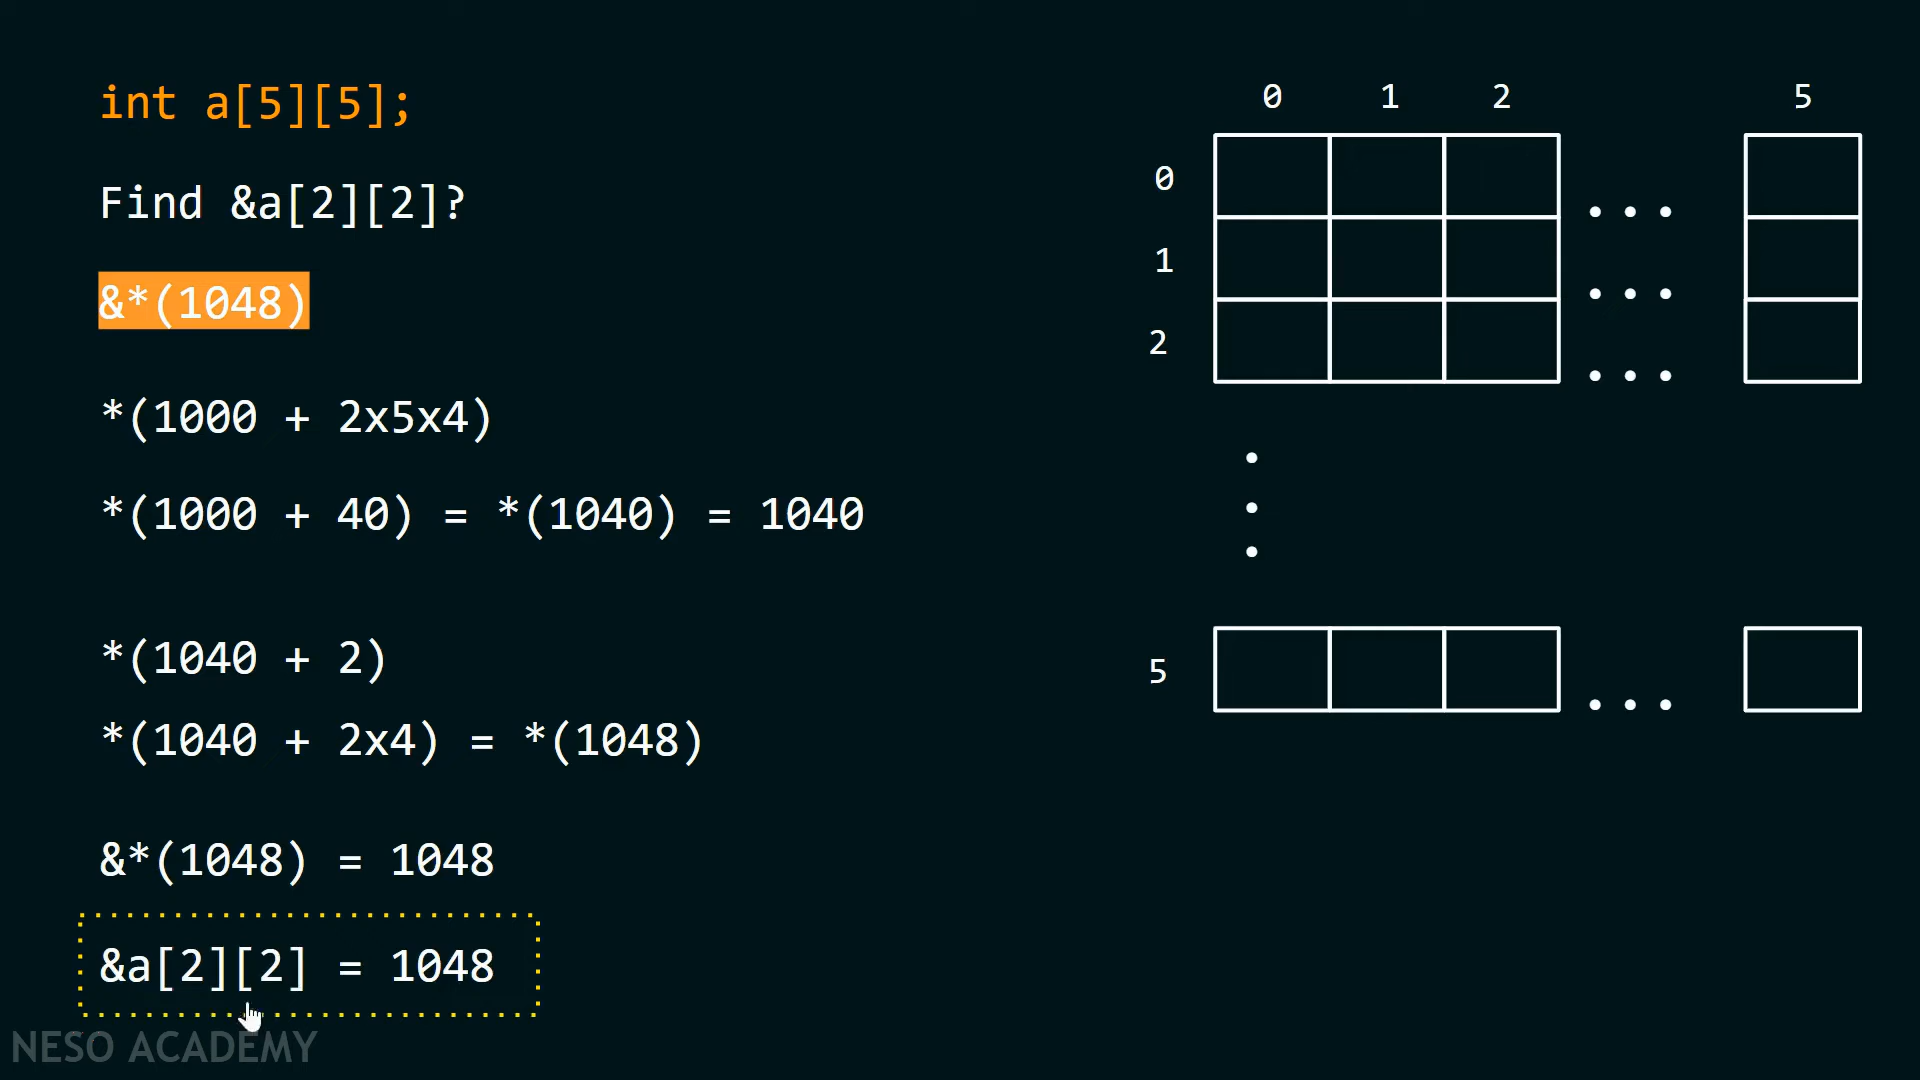 int a[5][5];
Find &a[2][2]?
&*(1048)
*(1000 + 2x5x4)
*(1000 + 40) = *(1040) = 1040
*(1040 + 2)
*(1040 + 2x4) = *(1048)
&*(1048) = 1048
&a[2][2] = 1048
NESO ACADEMY
0 1 2 5
0
1
2
5